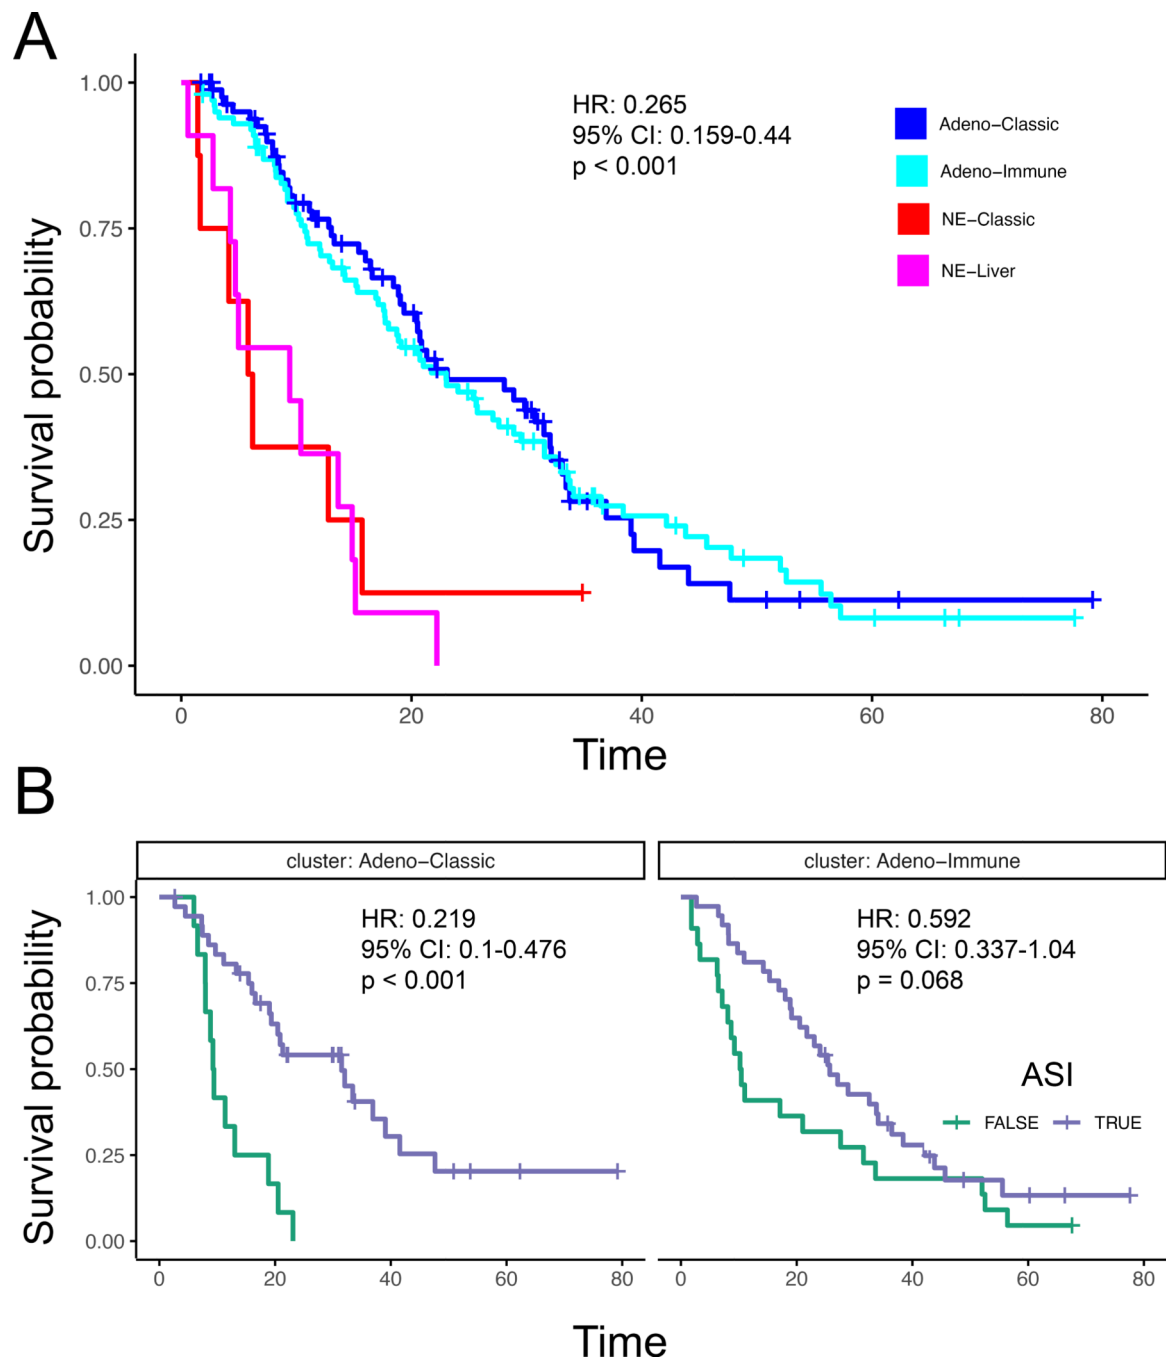 A
Survival probability
1.00
0.75
0.50
0.25
0.00
HR: 0.265
95% CI: 0.159-0.44
p < 0.001
Adeno−Classic
Adeno−Immune
NE−Classic
NE−Liver
0 20 40 60 80
Time
B
cluster: Adeno−Classic
cluster: Adeno−Immune
Survival probability
1.00
0.75
0.50
0.25
0.00
HR: 0.219
95% CI: 0.1-0.476
p < 0.001
HR: 0.592
95% CI: 0.337-1.04
p = 0.068
ASI
FALSE TRUE
0 20 40 60 80
0 20 40 60 80
Time